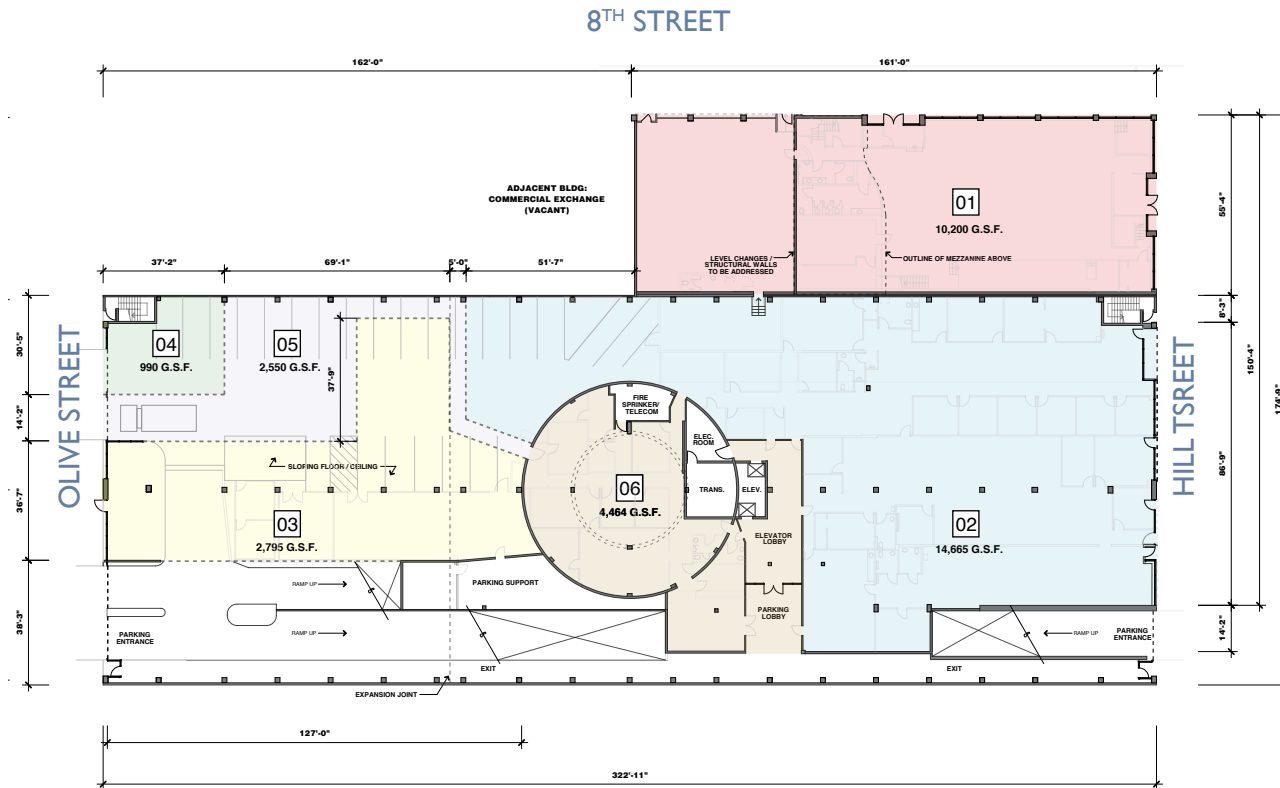 8TH STREET
162'-0"
161'-0"
ADJACENT BLDG:
COMMERCIAL EXCHANGE
(VACANT)
01
10,200 G.S.F.
LEVEL CHANGES /
STRUCTURAL WALLS
TO BE ADDRESSED
OUTLINE OF MEZZANINE ABOVE
55'-4"
37'-2"
69'-1"
5'-0"
51'-7"
8'-3"
150'-4"
174'-9"
30'-5"
14'-2"
36'-7"
38'-3"
OLIVE STREET
04
990 G.S.F.
05
2,550 G.S.F.
37'-9"
SLOPING FLOOR / CEILING
03
2,795 G.S.F.
FIRE
SPRINKER/
TELECOM
ELEC.
ROOM
TRANS.
ELEV.
06
4,464 G.S.F.
ELEVATOR
LOBBY
PARKING
LOBBY
02
14,665 G.S.F.
HILL TSREET
86'-9"
14'-2"
RAMP UP
PARKING SUPPORT
RAMP UP
PARKING
ENTRANCE
EXIT
EXPANSION JOINT
RAMP UP
PARKING
ENTRANCE
EXIT
127'-0"
322'-11"